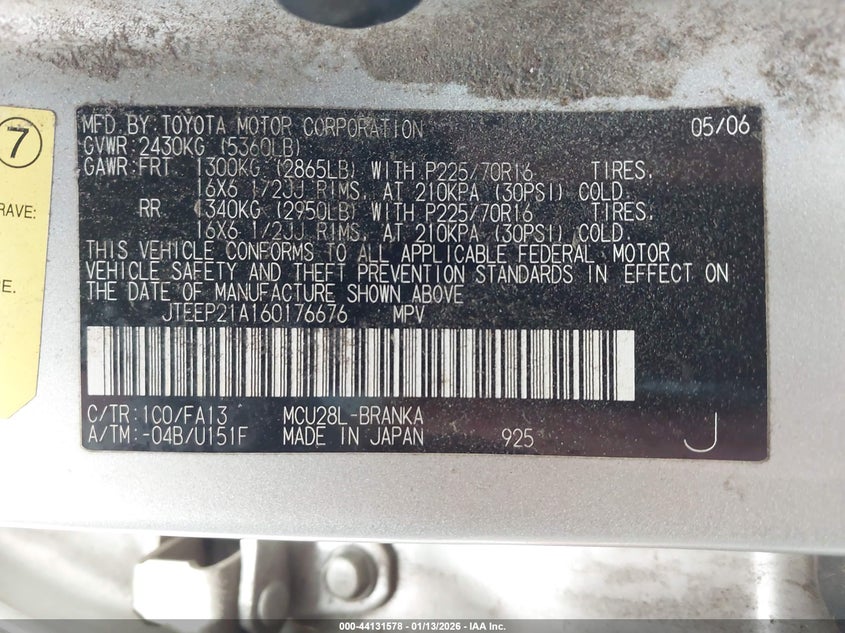 7
RAVE:
RE.
MFD. BY: TOYOTA MOTOR CORPORATION 05/06
GVWR: 2430KG (5360LB)
GAWR: FRT 1300KG (2865LB) WITH P225/70R16 TIRES,
16X6 1/2JJ RIMS, AT 210KPA (30PSI) COLD.
RR 1340KG (2950LB) WITH P225/70R16 TIRES,
16X6 1/2JJ RIMS, AT 210KPA (30PSI) COLD.
THIS VEHICLE CONFORMS TO ALL APPLICABLE FEDERAL MOTOR
VEHICLE SAFETY AND THEFT PREVENTION STANDARDS IN EFFECT ON
THE DATE OF MANUFACTURE SHOWN ABOVE
JTEEP21A160176676 MPV
C/TR: 1C0/FA13 MCU28L-BRANKA
A/TM: -04B/U151F MADE IN JAPAN 925 J
000-44131578 — 01/13/2026 — IAA Inc.